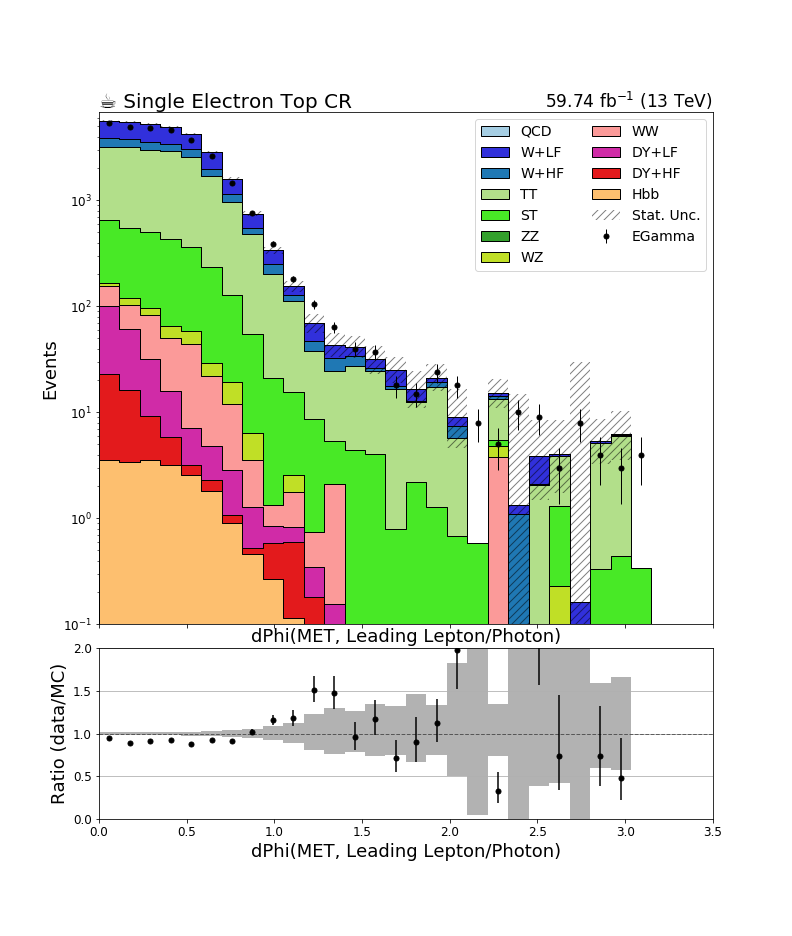 ☕ Single Electron Top CR
59.74 fb⁻¹ (13 TeV)
Events
10³
10²
10¹
10⁰
10⁻¹
QCD
W+LF
W+HF
TT
ST
ZZ
WZ
WW
DY+LF
DY+HF
Hbb
Stat. Unc.
EGamma
dPhi(MET, Leading Lepton/Photon)
Ratio (data/MC)
2.0
1.5
1.0
0.5
0.0
0.0 0.5 1.0 1.5 2.0 2.5 3.0 3.5
dPhi(MET, Leading Lepton/Photon)